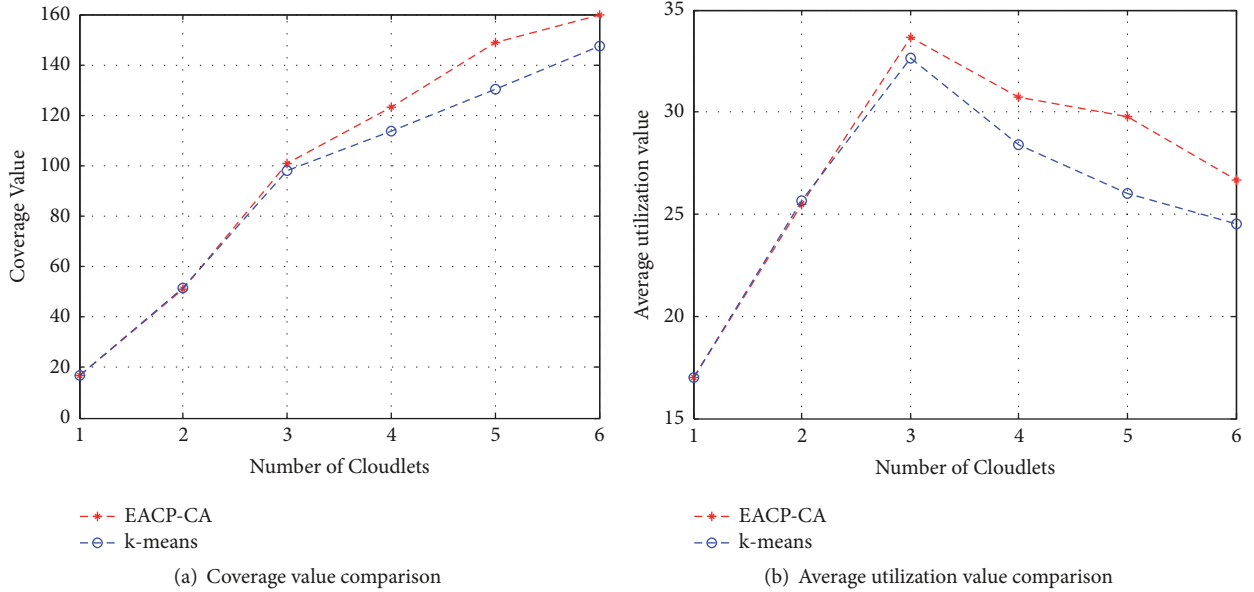 160
140
120
100
80
60
40
20
0
Coverage Value
1 2 3 4 5 6
Number of Cloudlets
EACP-CA
k-means
(a) Coverage value comparison
35
30
25
20
15
Average utilization value
1 2 3 4 5 6
Number of Cloudlets
EACP-CA
k-means
(b) Average utilization value comparison